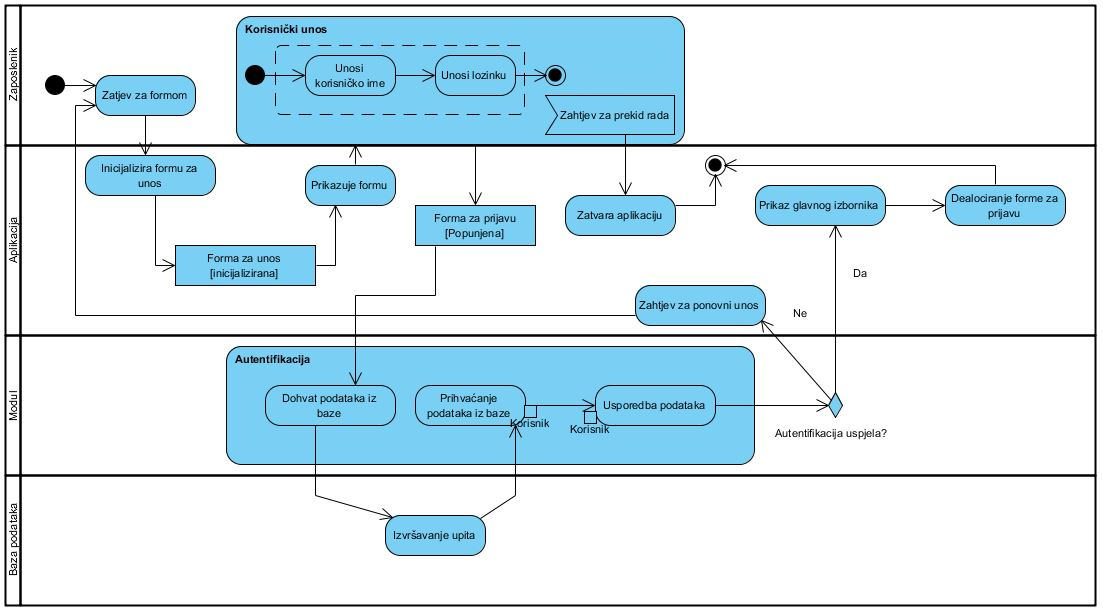 Zaposlenik
Korisnički unos
Unosi
korisničko ime
Unosi lozinku
Zatjev za formom
Zahtjev za prekid rada
Aplikacija
Inicijalizira formu za
unos
Prikazuje formu
Forma za prijavu
[Popunjena]
Zatvara aplikaciju
Prikaz glavnog izbornika
Dealociranje forme za
prijavu
Forma za unos
[inicijalizirana]
Da
Zahtjev za ponovni unos
Ne
Modul
Autentifikacija
Dohvat podataka iz
baze
Prihvaćanje
podataka iz baze
Usporedba podataka
Korisnik
Korisnik
Autentifikacija uspjela?
Baza podataka
Izvršavanje upita